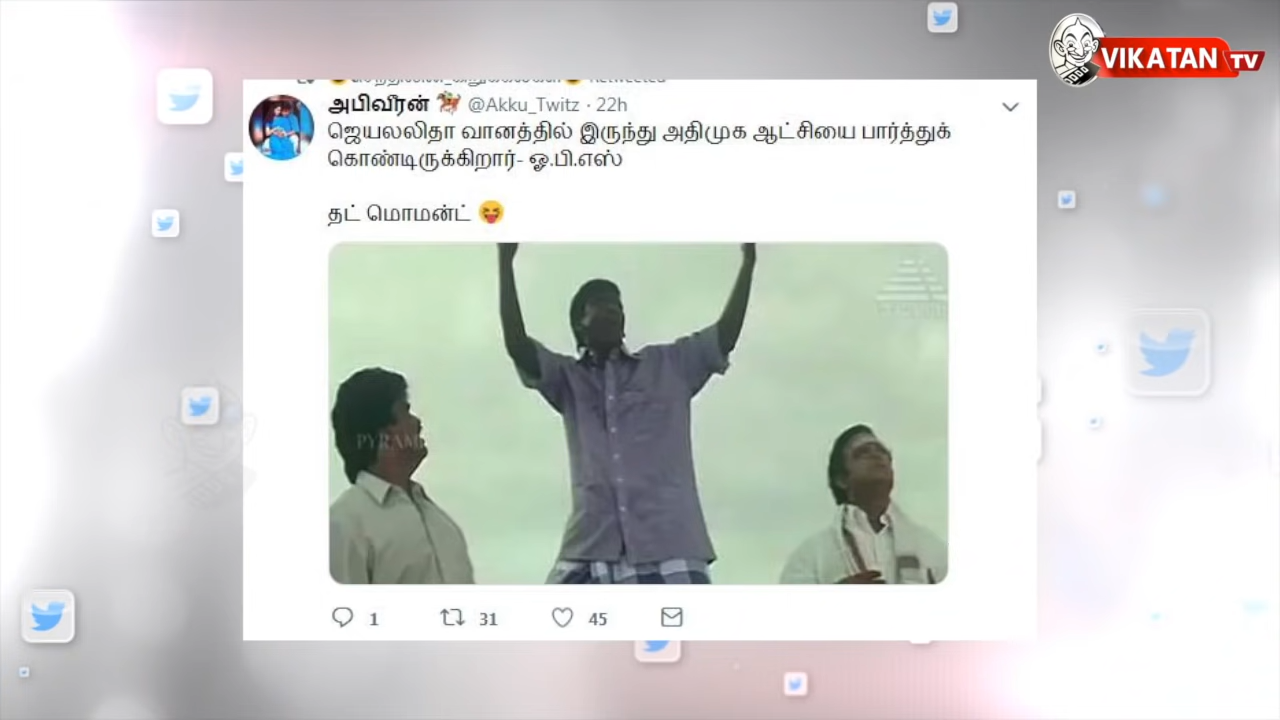 VIKATAN TV
அபிவீரன் @Akku_Twitz · 22h
ஜெயலலிதா வானத்தில் இருந்து அதிமுக ஆட்சியை பார்த்துக்
கொண்டிருக்கிறார்- ஓ.பி.எஸ்
தட் மொமன்ட் 😝
1 31 45